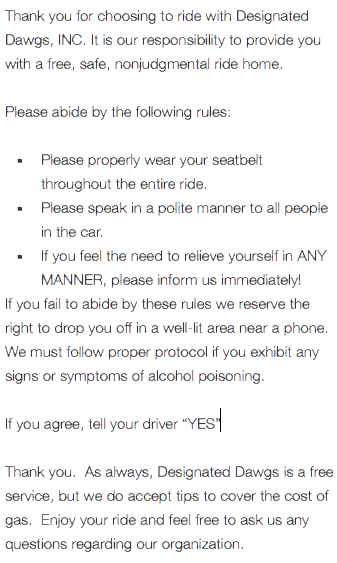 Thank you for choosing to ride with Designated
Dawgs, INC. It is our responsibility to provide you
with a free, safe, nonjudgmental ride home.
Please abide by the following rules:
▪ Please properly wear your seatbelt
throughout the entire ride.
▪ Please speak in a polite manner to all people
in the car.
▪ If you feel the need to relieve yourself in ANY
MANNER, please inform us immediately!
If you fail to abide by these rules we reserve the
right to drop you off in a well-lit area near a phone.
We must follow proper protocol if you exhibit any
signs or symptoms of alcohol poisoning.
If you agree, tell your driver “YES”
Thank you.  As always, Designated Dawgs is a free
service, but we do accept tips to cover the cost of
gas.  Enjoy your ride and feel free to ask us any
questions regarding our organization.